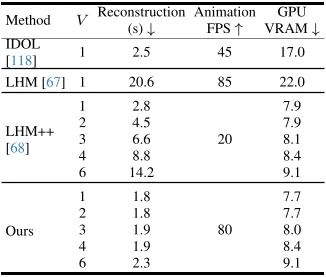 Method V Reconstruction (s) ↓ Animation FPS ↑ GPU VRAM ↓
IDOL [118] 1 2.5 45 17.0
LHM [67] 1 20.6 85 22.0
LHM++ [68] 1 2.8 20 7.9
2 4.5 7.9
3 6.6 8.1
4 8.8 8.4
6 14.2 9.1
Ours 1 1.8 80 7.7
2 1.8 7.7
3 1.9 8.0
4 1.9 8.4
6 2.3 9.1